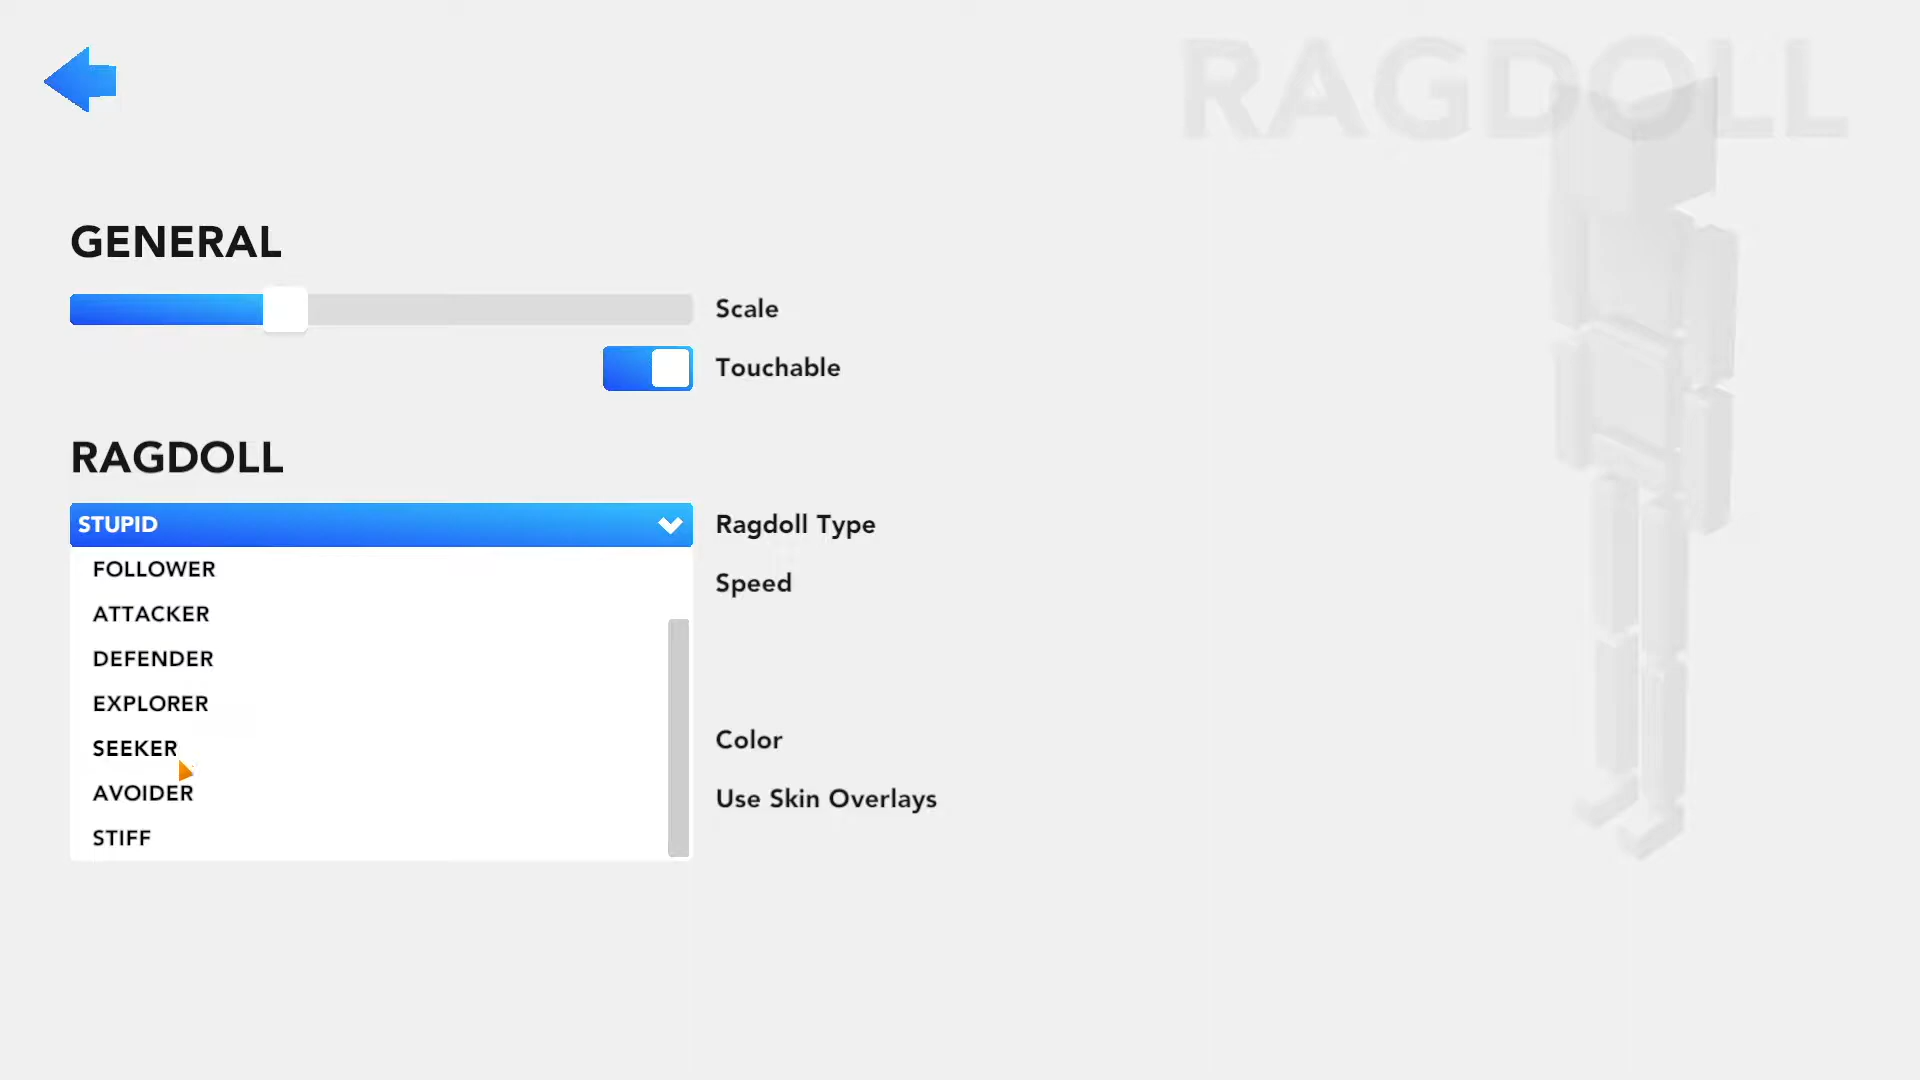 RAGDOLL
GENERAL
Scale
Touchable
RAGDOLL
STUPID
Ragdoll Type
FOLLOWER
Speed
ATTACKER
DEFENDER
EXPLORER
Color
SEEKER
AVOIDER
Use Skin Overlays
STIFF